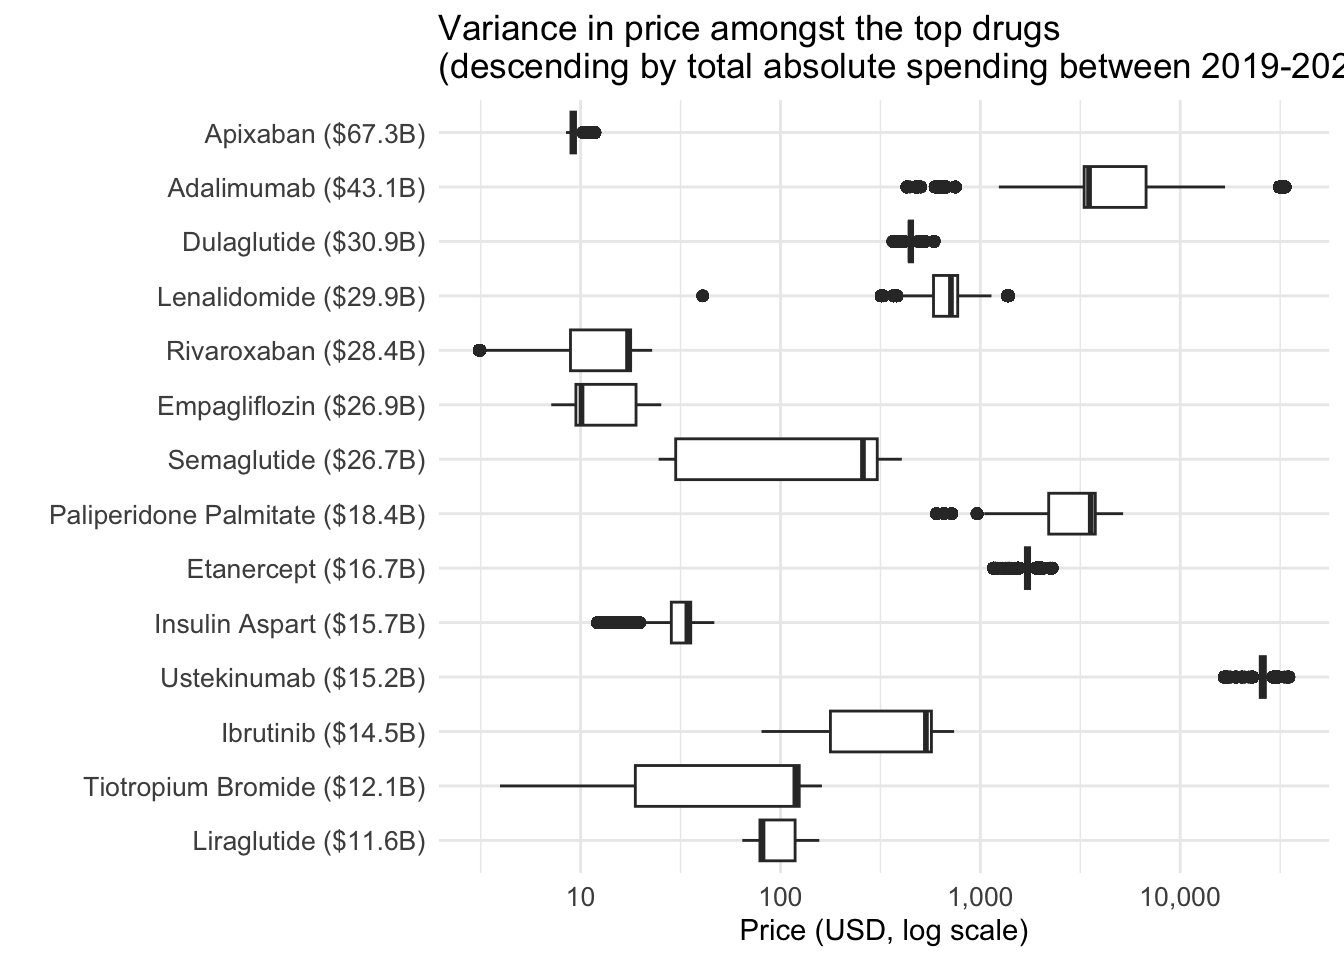 Variance in price amongst the top drugs
(descending by total absolute spending between 2019-202
Apixaban ($67.3B)
Adalimumab ($43.1B)
Dulaglutide ($30.9B)
Lenalidomide ($29.9B)
Rivaroxaban ($28.4B)
Empagliflozin ($26.9B)
Semaglutide ($26.7B)
Paliperidone Palmitate ($18.4B)
Etanercept ($16.7B)
Insulin Aspart ($15.7B)
Ustekinumab ($15.2B)
Ibrutinib ($14.5B)
Tiotropium Bromide ($12.1B)
Liraglutide ($11.6B)
10 100 1,000 10,000
Price (USD, log scale)